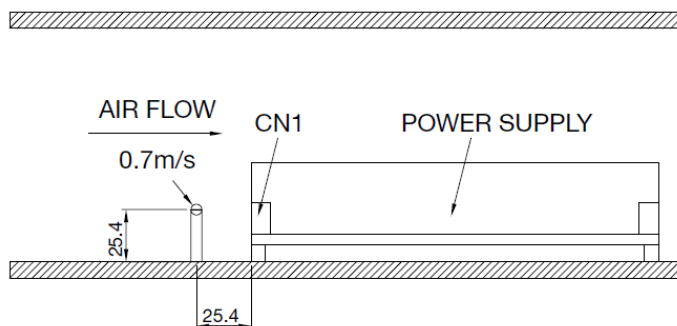 AIR FLOW
CN1
POWER SUPPLY
0.7m/s
25.4
25.4